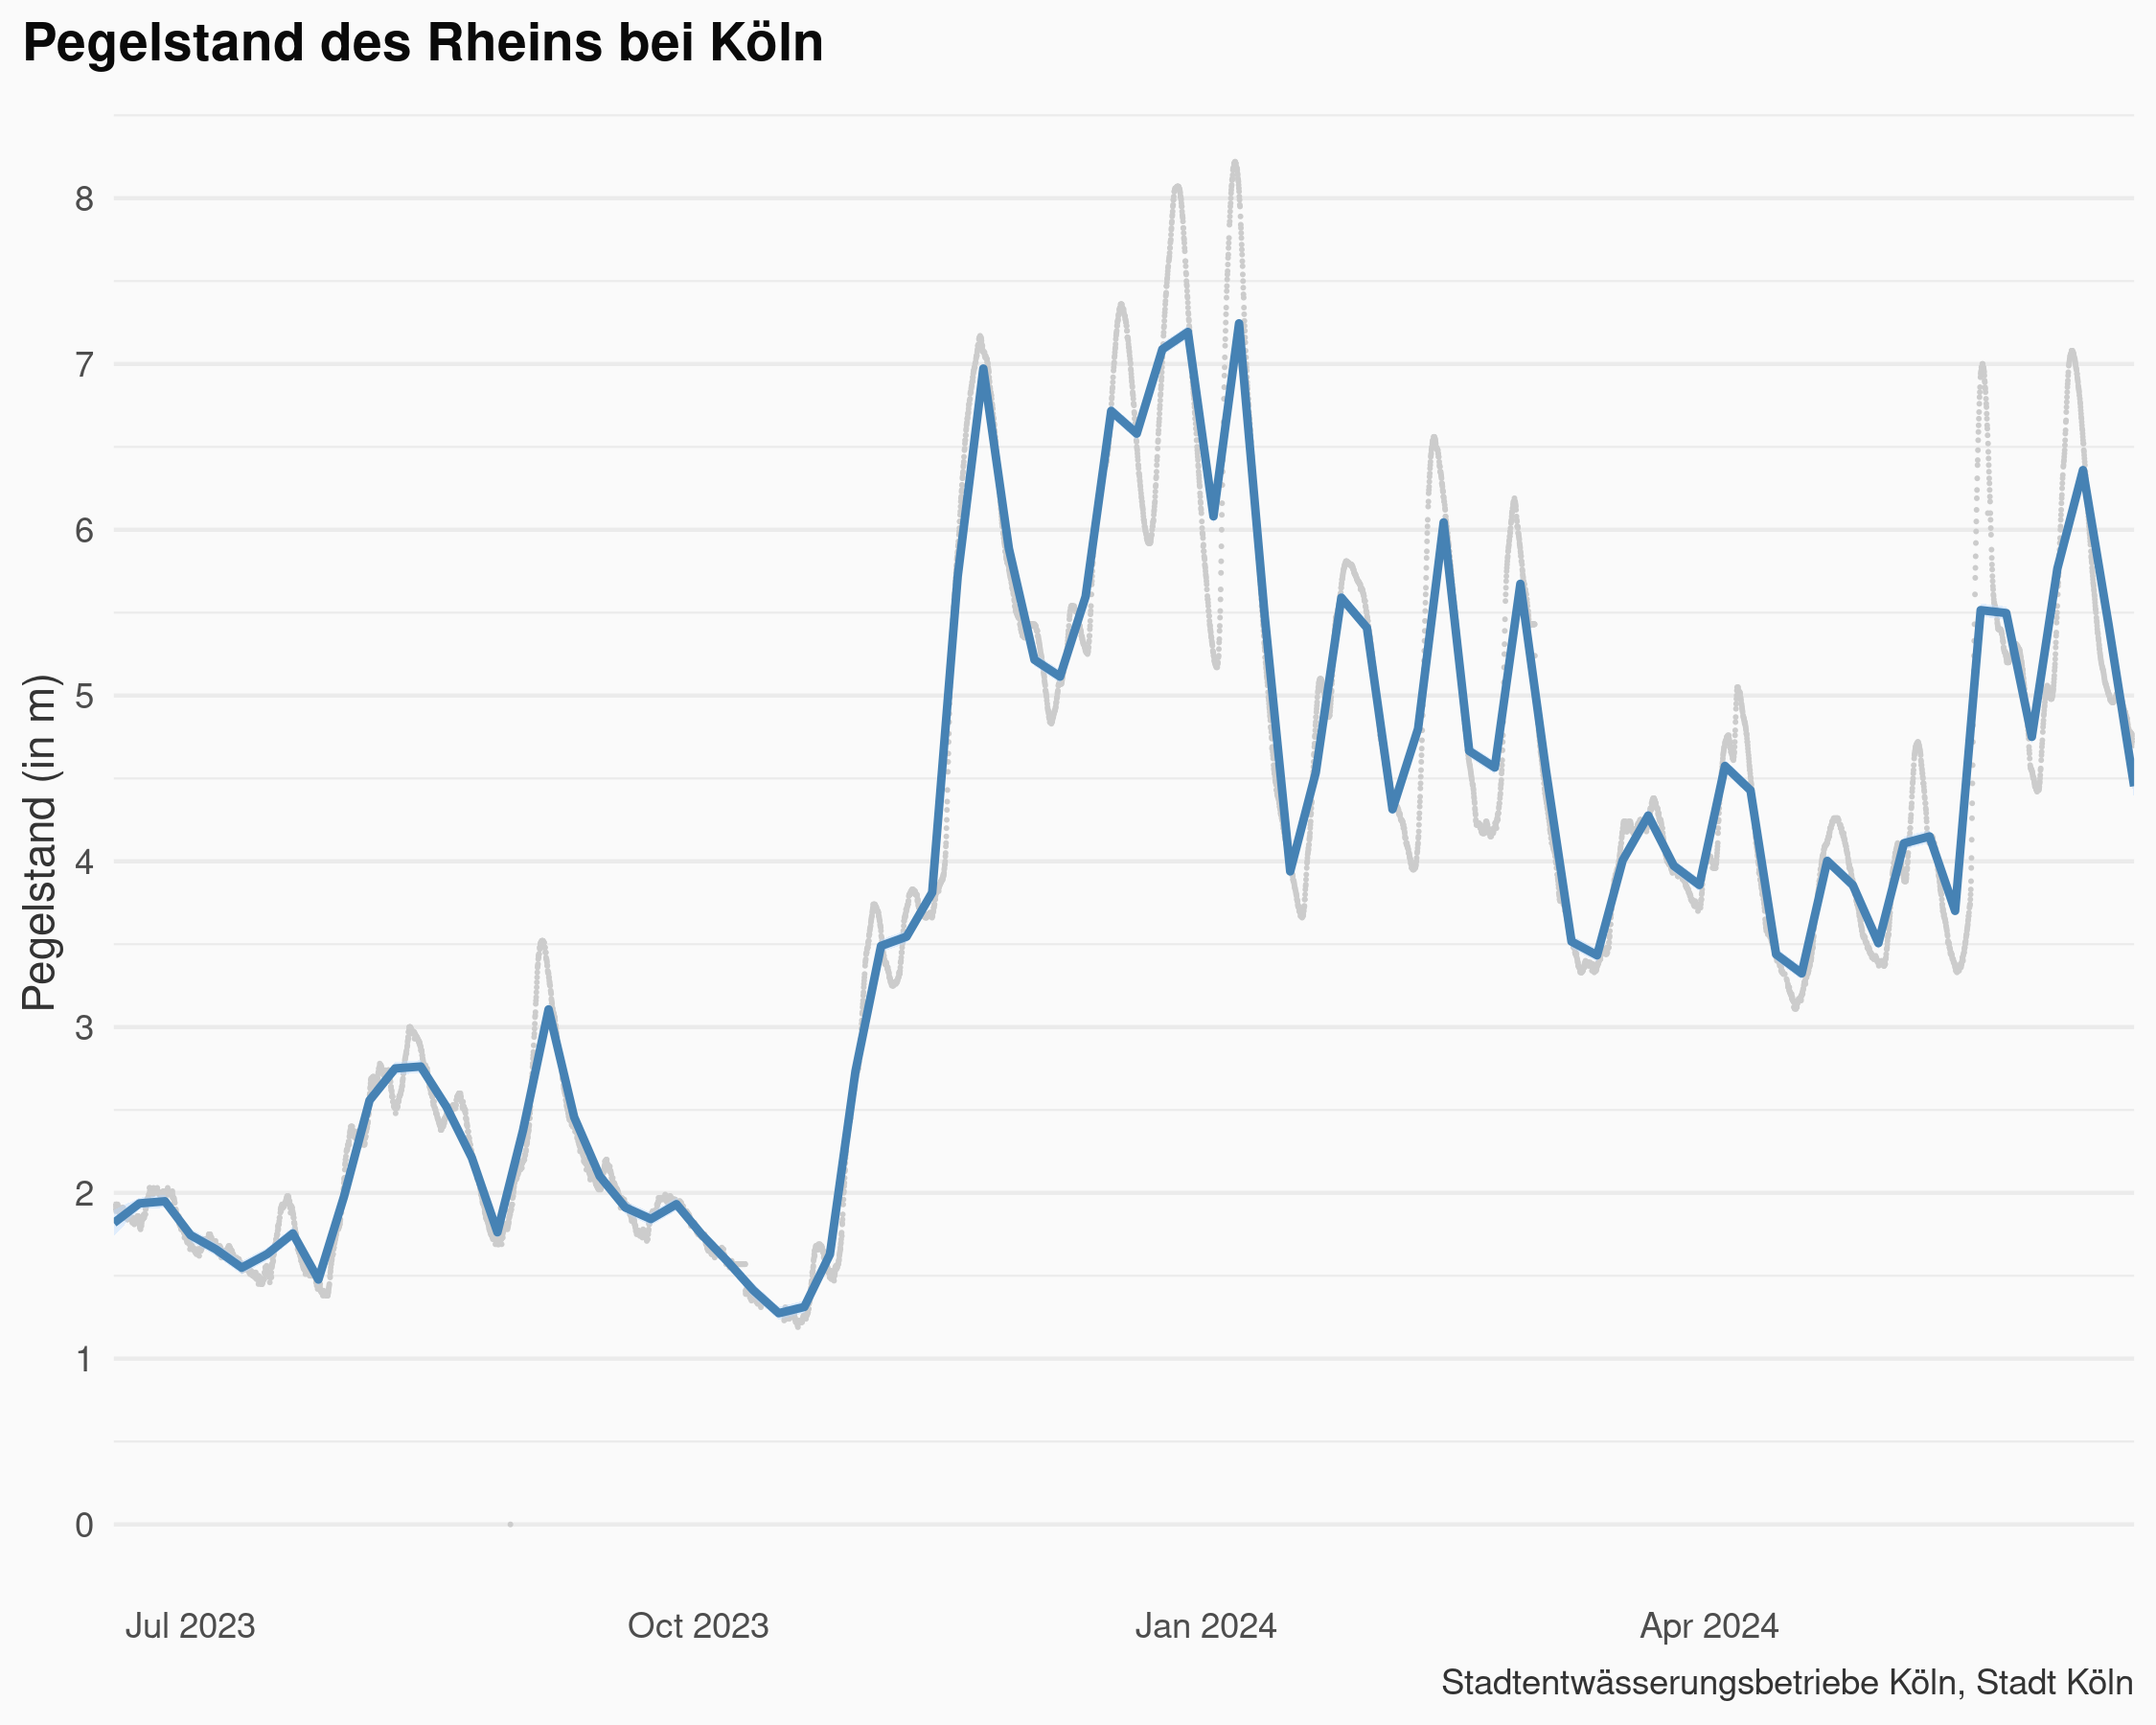 Pegelstand des Rheins bei Köln
Pegelstand (in m)
8
7
6
5
4
3
2
1
0
Jul 2023
Oct 2023
Jan 2024
Apr 2024
Stadtentwässerungsbetriebe Köln, Stadt Köln